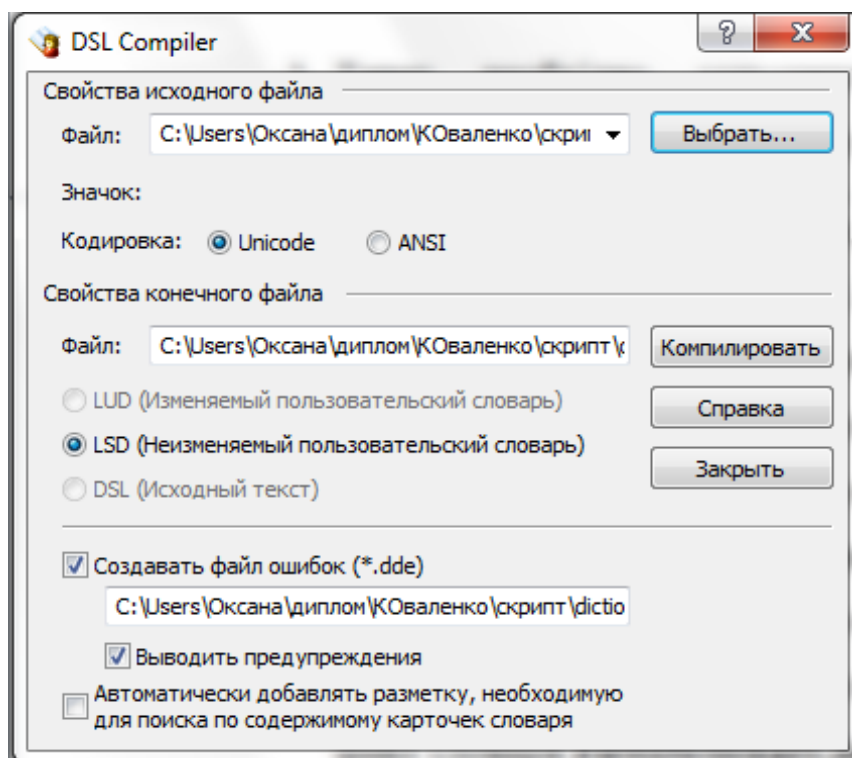 DSL Compiler
Свойства исходного файла
Файл: C:\Users\Оксана\диплом\КОваленко\скри Выбрать...
Значок:
Кодировка: Unicode ANSI
Свойства конечного файла
Файл: C:\Users\Оксана\диплом\КОваленко\скрипт\ Компилировать
LUD (Изменяемый пользовательский словарь)
Справка
LSD (Неизменяемый пользовательский словарь)
Закрыть
DSL (Исходный текст)
Создавать файл ошибок (*.dde)
C:\Users\Оксана\диплом\КОваленко\скрипт\dictio
Выводить предупреждения
Автоматически добавлять разметку, необходимую
для поиска по содержимому карточек словаря